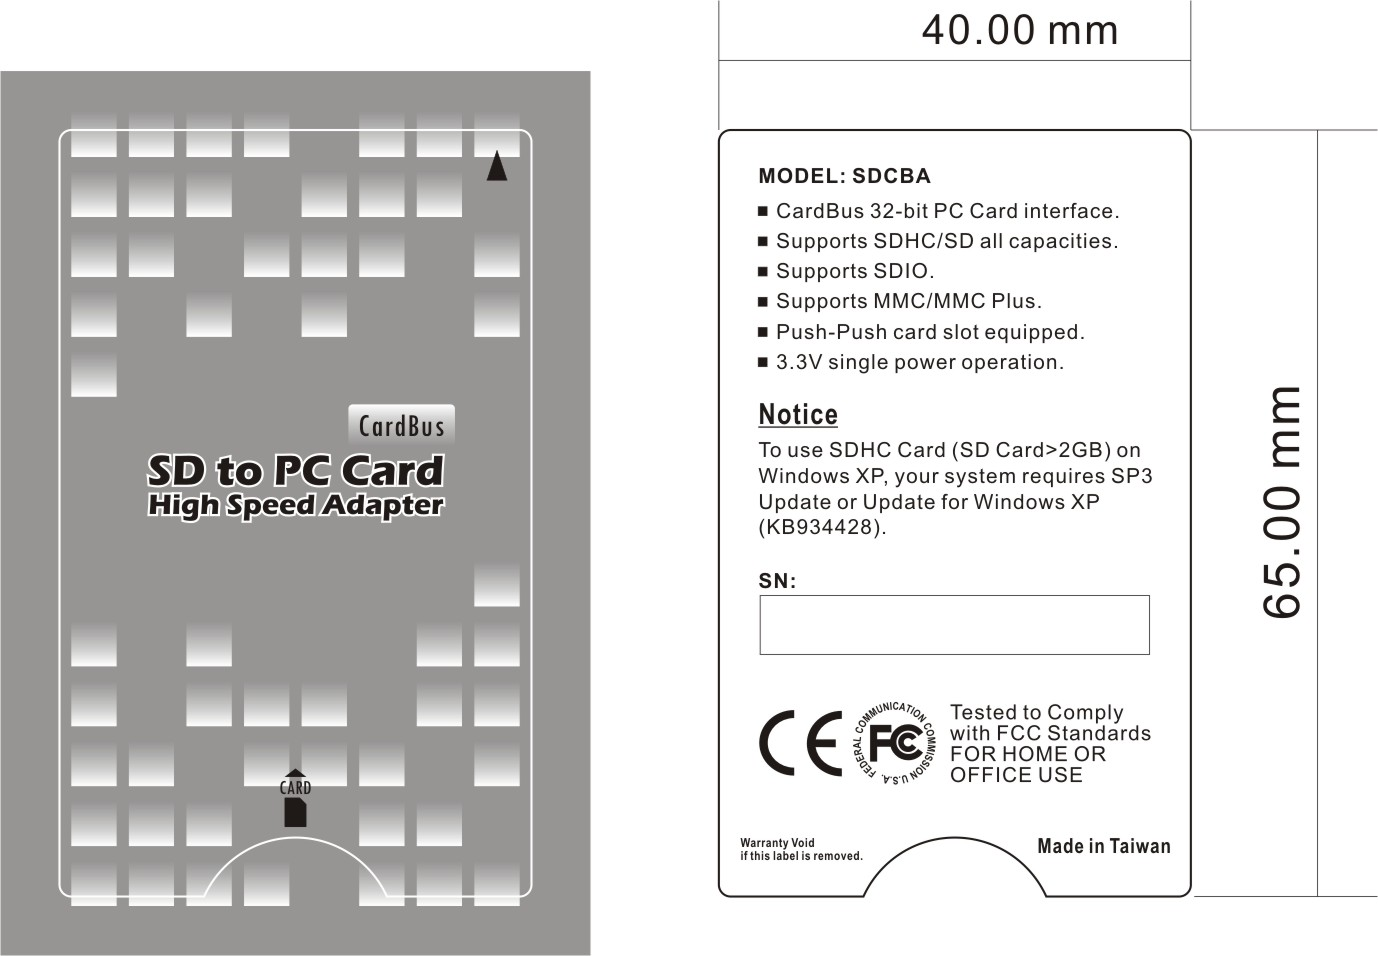 CardBus
SD to PC Card
High Speed Adapter
CARD
40.00 mm
65.00 mm
MODEL: SDCBA
■ CardBus 32-bit PC Card interface.
■ Supports SDHC/SD all capacities.
■ Supports SDIO.
■ Supports MMC/MMC Plus.
■ Push-Push card slot equipped.
■ 3.3V single power operation.
Notice
To use SDHC Card (SD Card>2GB) on
Windows XP, your system requires SP3
Update or Update for Windows XP
(KB934428).
SN:
CE
FEDERAL COMMUNICATION COMMISSION U.S.A.
FC
Tested to Comply
with FCC Standards
FOR HOME OR
OFFICE USE
Warranty Void
if this label is removed.
Made in Taiwan